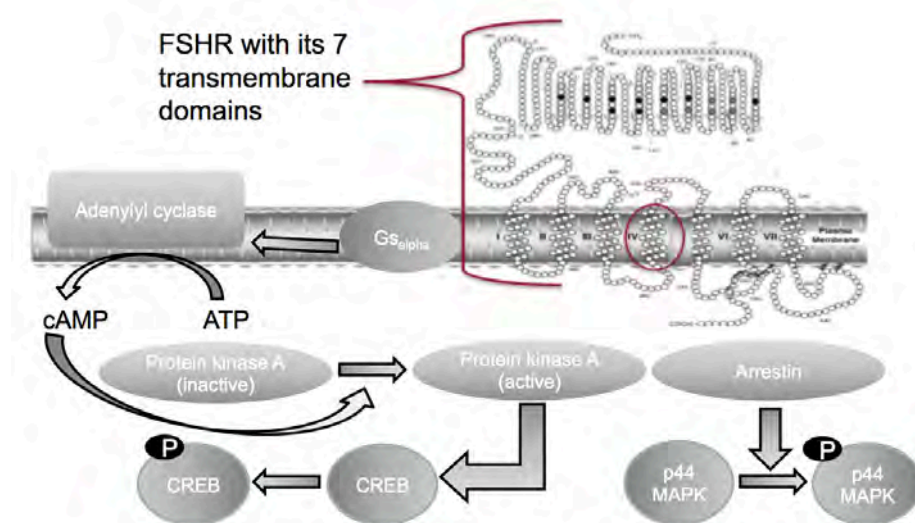 FSHR with its 7
transmembrane
domains
Adenylyl cyclase
Gsalpha
I
II
III
IV
VI
VII
Plasma
Membrane
cAMP
ATP
Protein kinase A
(inactive)
Protein kinase A
(active)
Arrestin
P
CREB
CREB
p44
MAPK
P
p44
MAPK